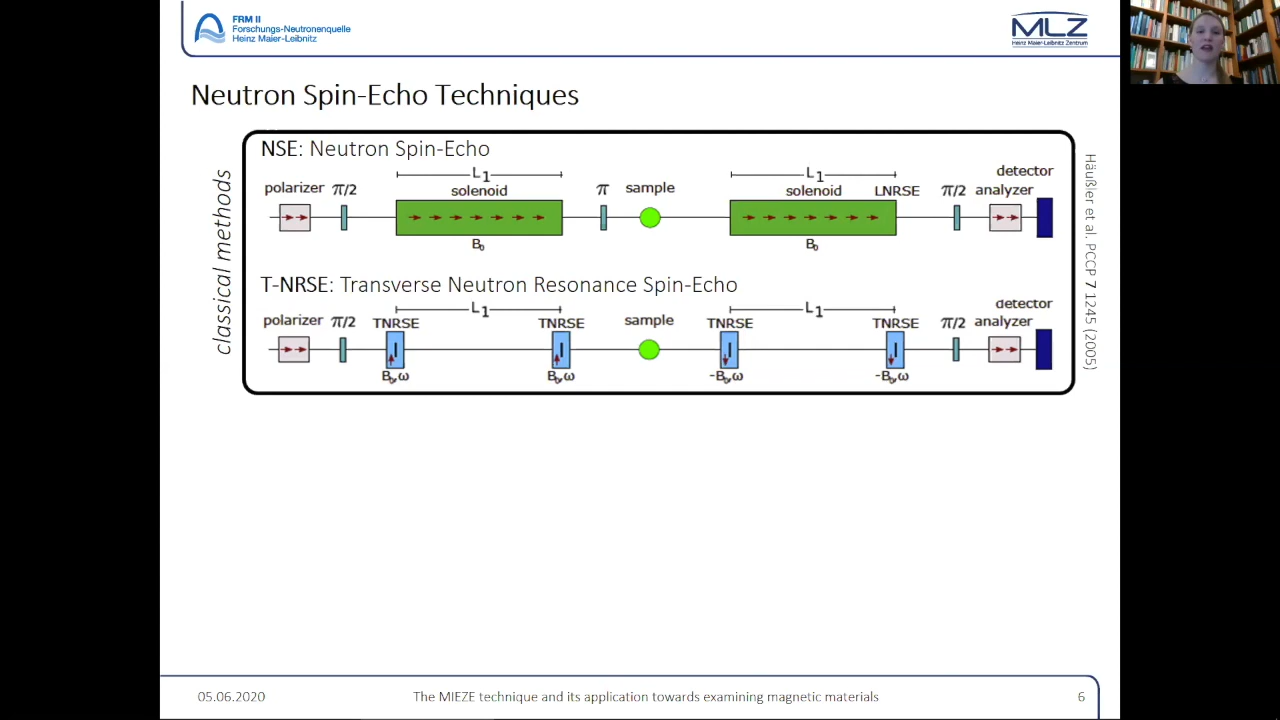 FRM II
Forschungs-Neutronenquelle
Heinz Maier-Leibnitz
MLZ
Heinz Maier-Leibnitz Zentrum
Neutron Spin-Echo Techniques
classical methods
NSE: Neutron Spin-Echo
polarizer π/2 L1 solenoid B0 π sample L1 solenoid LNRSE B0 π/2 analyzer detector
T-NRSE: Transverse Neutron Resonance Spin-Echo
polarizer π/2 TNRSE L1 TNRSE sample TNRSE L1 TNRSE π/2 analyzer detector
B0,ω B0,ω -B0,ω -B0,ω
Häußler et al. PCCP 7 1245 (2005)
05.06.2020 The MIEZE technique and its application towards examining magnetic materials 6